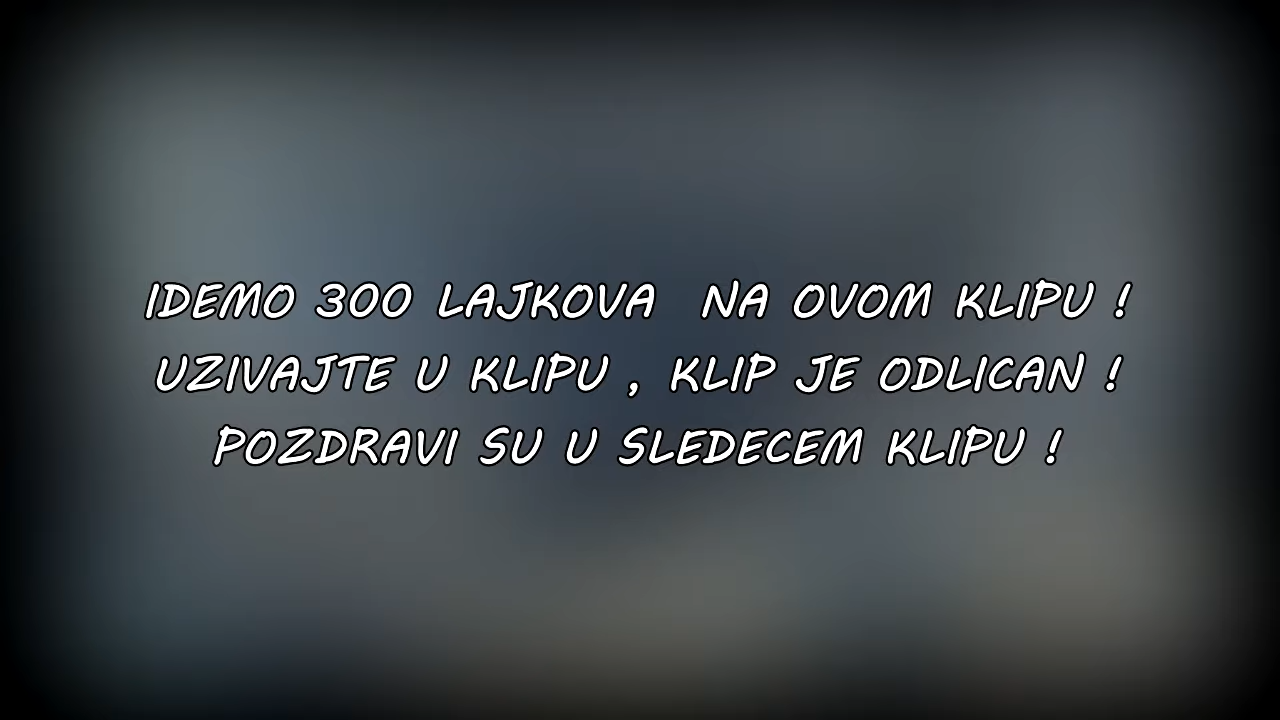 IDEMO 300 LAJKOVA NA OVOM KLIPU !
UZIVAJTE U KLIPU , KLIP JE ODLICAN !
POZDRAVI SU U SLEDECEM KLIPU !